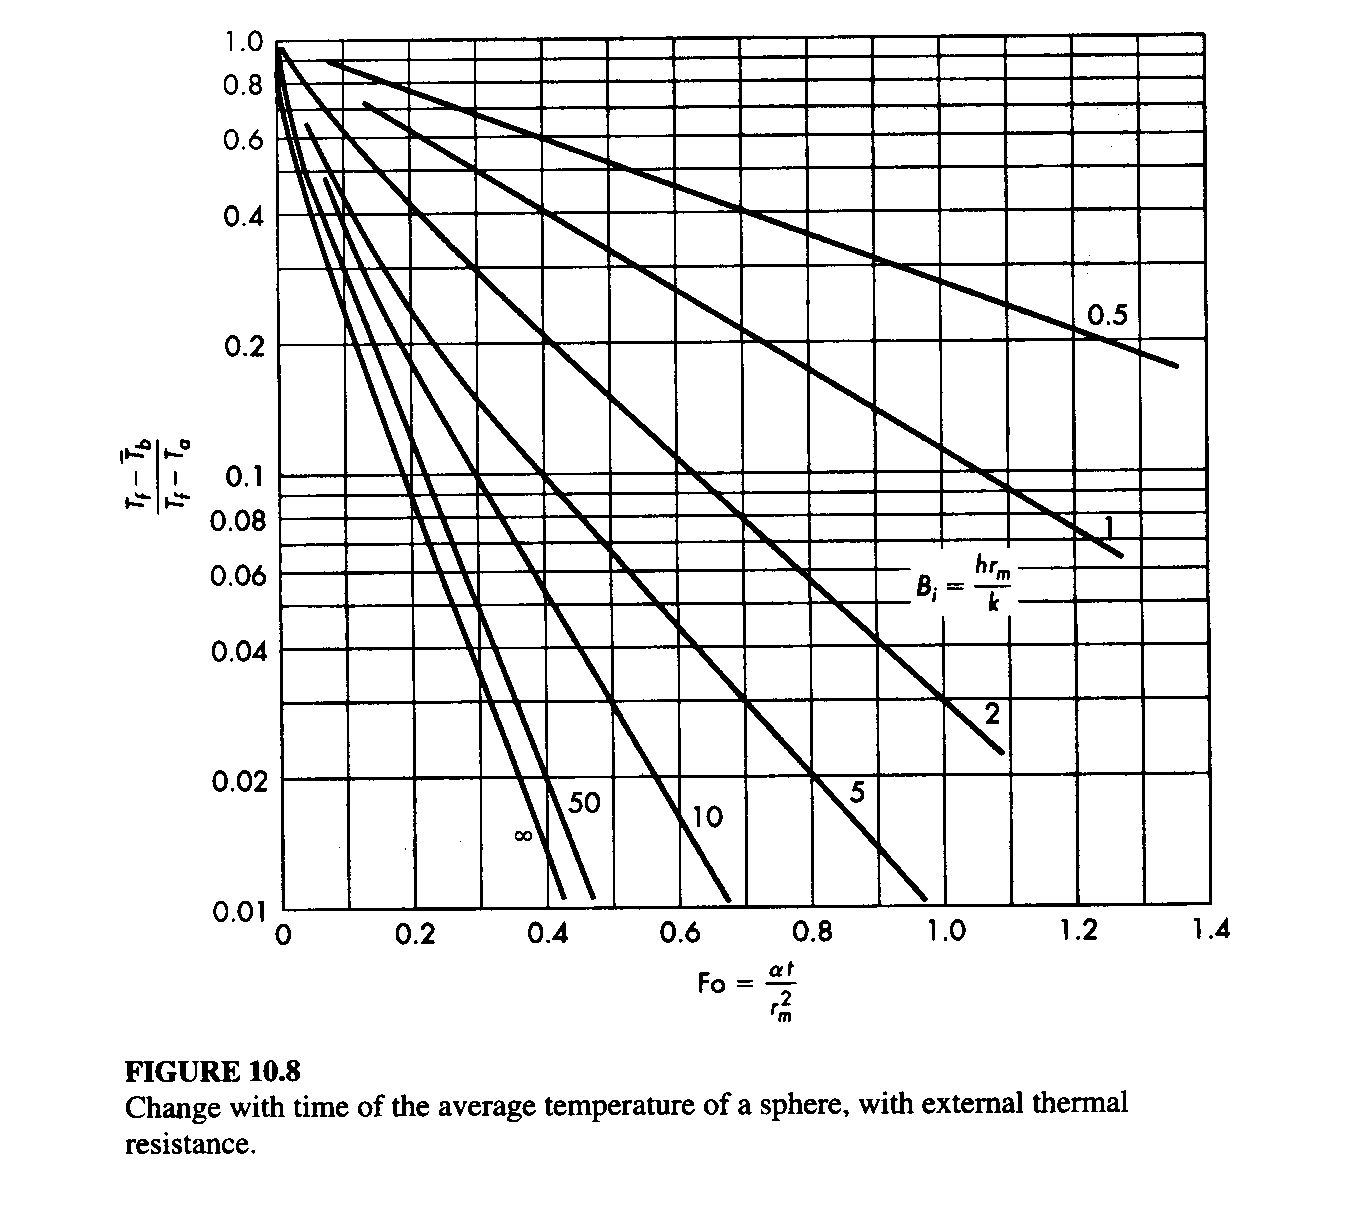 1.0
0.8
0.6
0.4
0.2
0.1
0.08
0.06
0.04
0.02
0.01
T_f − T̄_b
T_f − T_a
0.5
1
B_i = hr_m / k
2
5
10
50
∞
0 0.2 0.4 0.6 0.8 1.0 1.2 1.4
Fo = αt / r_m^2
FIGURE 10.8
Change with time of the average temperature of a sphere, with external thermal
resistance.